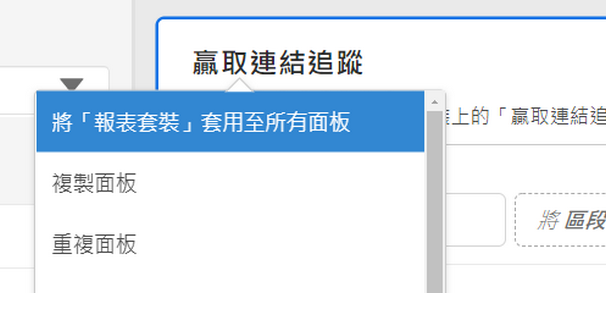 贏取連結追蹤
將「報表套裝」套用至所有面板
上的「贏取連結追
複製面板
將 區段
重複面板